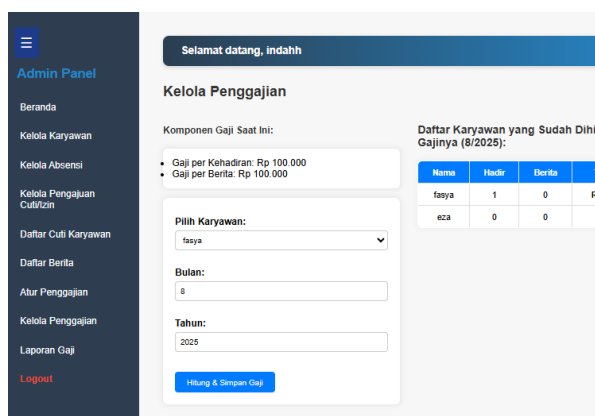 ☰
Admin Panel
Beranda
Kelola Karyawan
Kelola Absensi
Kelola Pengajuan
Cuti/Izin
Daftar Cuti Karyawan
Daftar Berita
Atur Penggajian
Kelola Penggajian
Laporan Gaji
Logout
Selamat datang, indahh
Kelola Penggajian
Komponen Gaji Saat Ini:
• Gaji per Kehadiran: Rp 100.000
• Gaji per Berita: Rp 100.000
Pilih Karyawan:
fasya
Bulan:
8
Tahun:
2025
Hitung & Simpan Gaji
Daftar Karyawan yang Sudah
Gajinya (8/2025):
Nama Hadir Berita
fasya 1 0 R
eza 0 0